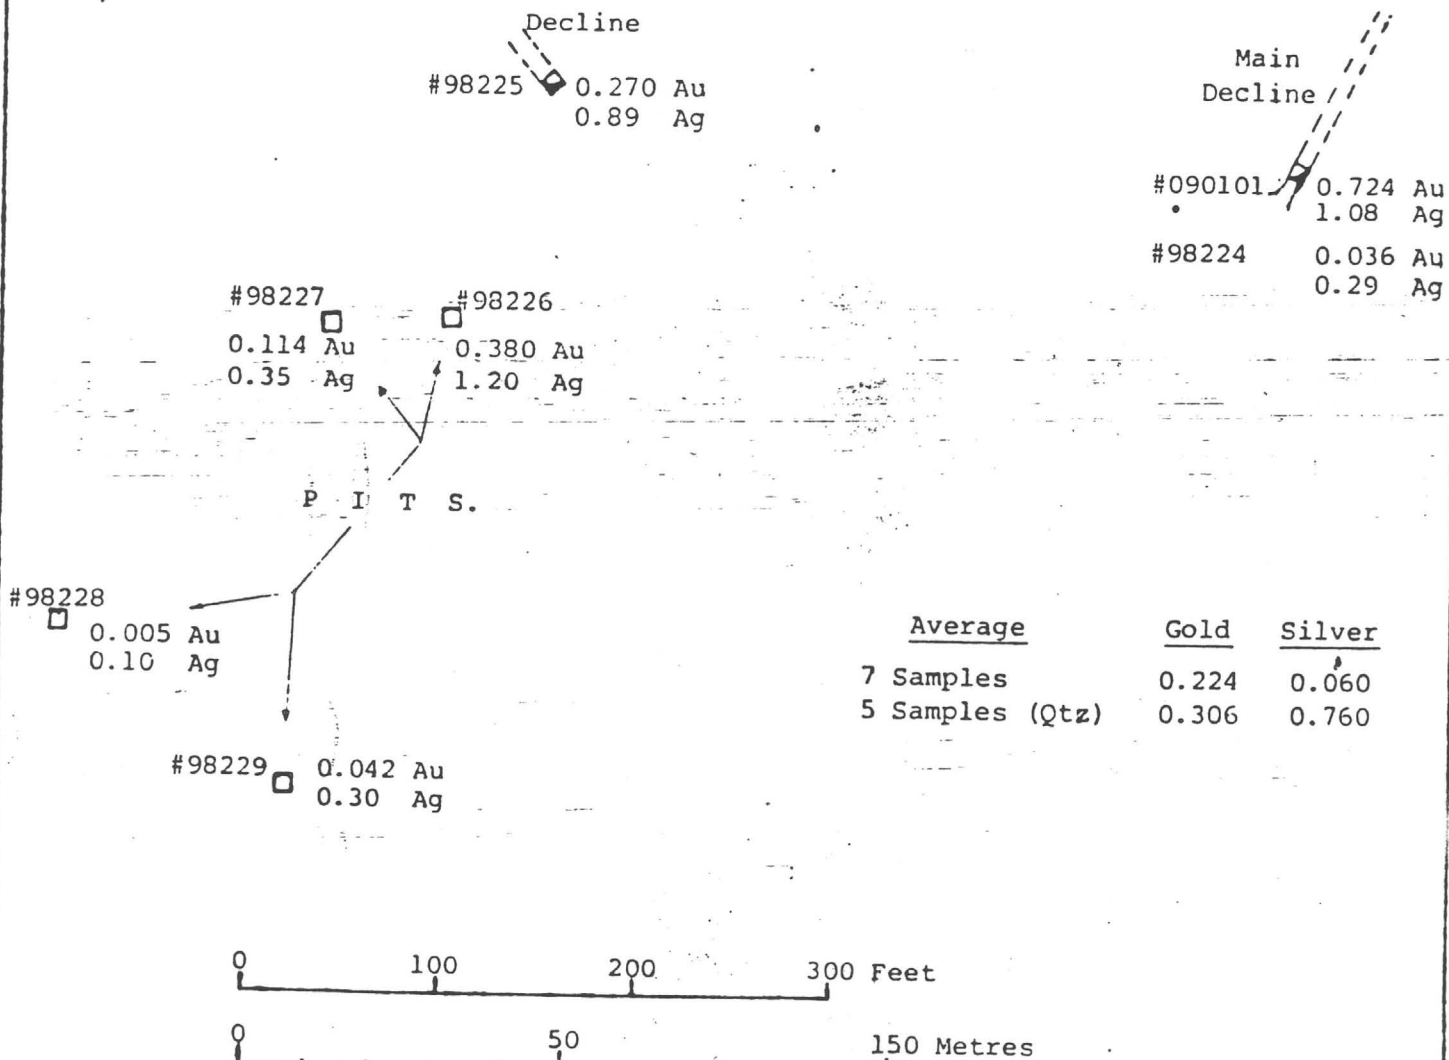 Decline
#98225 0.270 Au
0.89 Ag
Main
Decline
#090101 0.724 Au
1.08 Ag
#98224 0.036 Au
0.29 Ag
#98227
0.114 Au
0.35 Ag
#98226
0.380 Au
1.20 Ag
P I T S.
#98228
0.005 Au
0.10 Ag
#98229 0.042 Au
0.30 Ag
Average Gold Silver
7 Samples 0.224 0.060
5 Samples (Qtz) 0.306 0.760
0 100 200 300 Feet
0 50 150 Metres